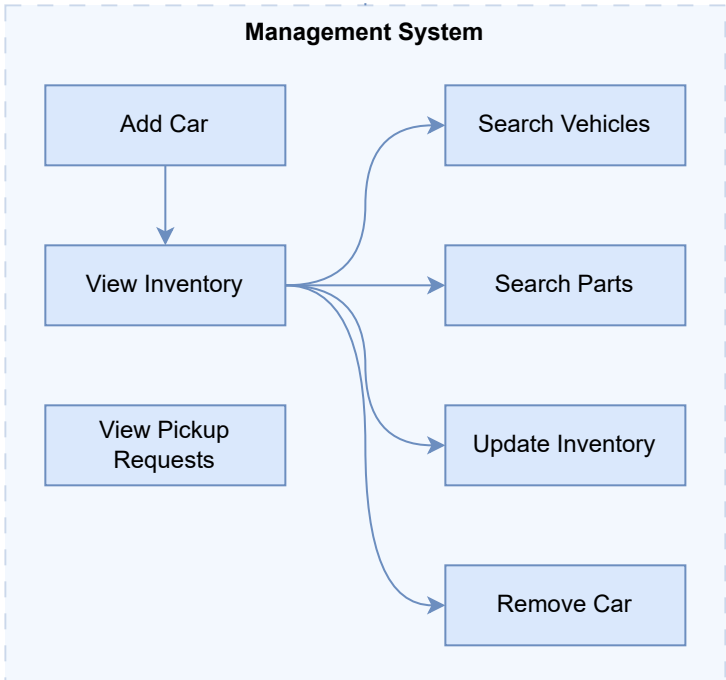 Management System
Add Car
Search Vehicles
View Inventory
Search Parts
View Pickup
Requests
Update Inventory
Remove Car